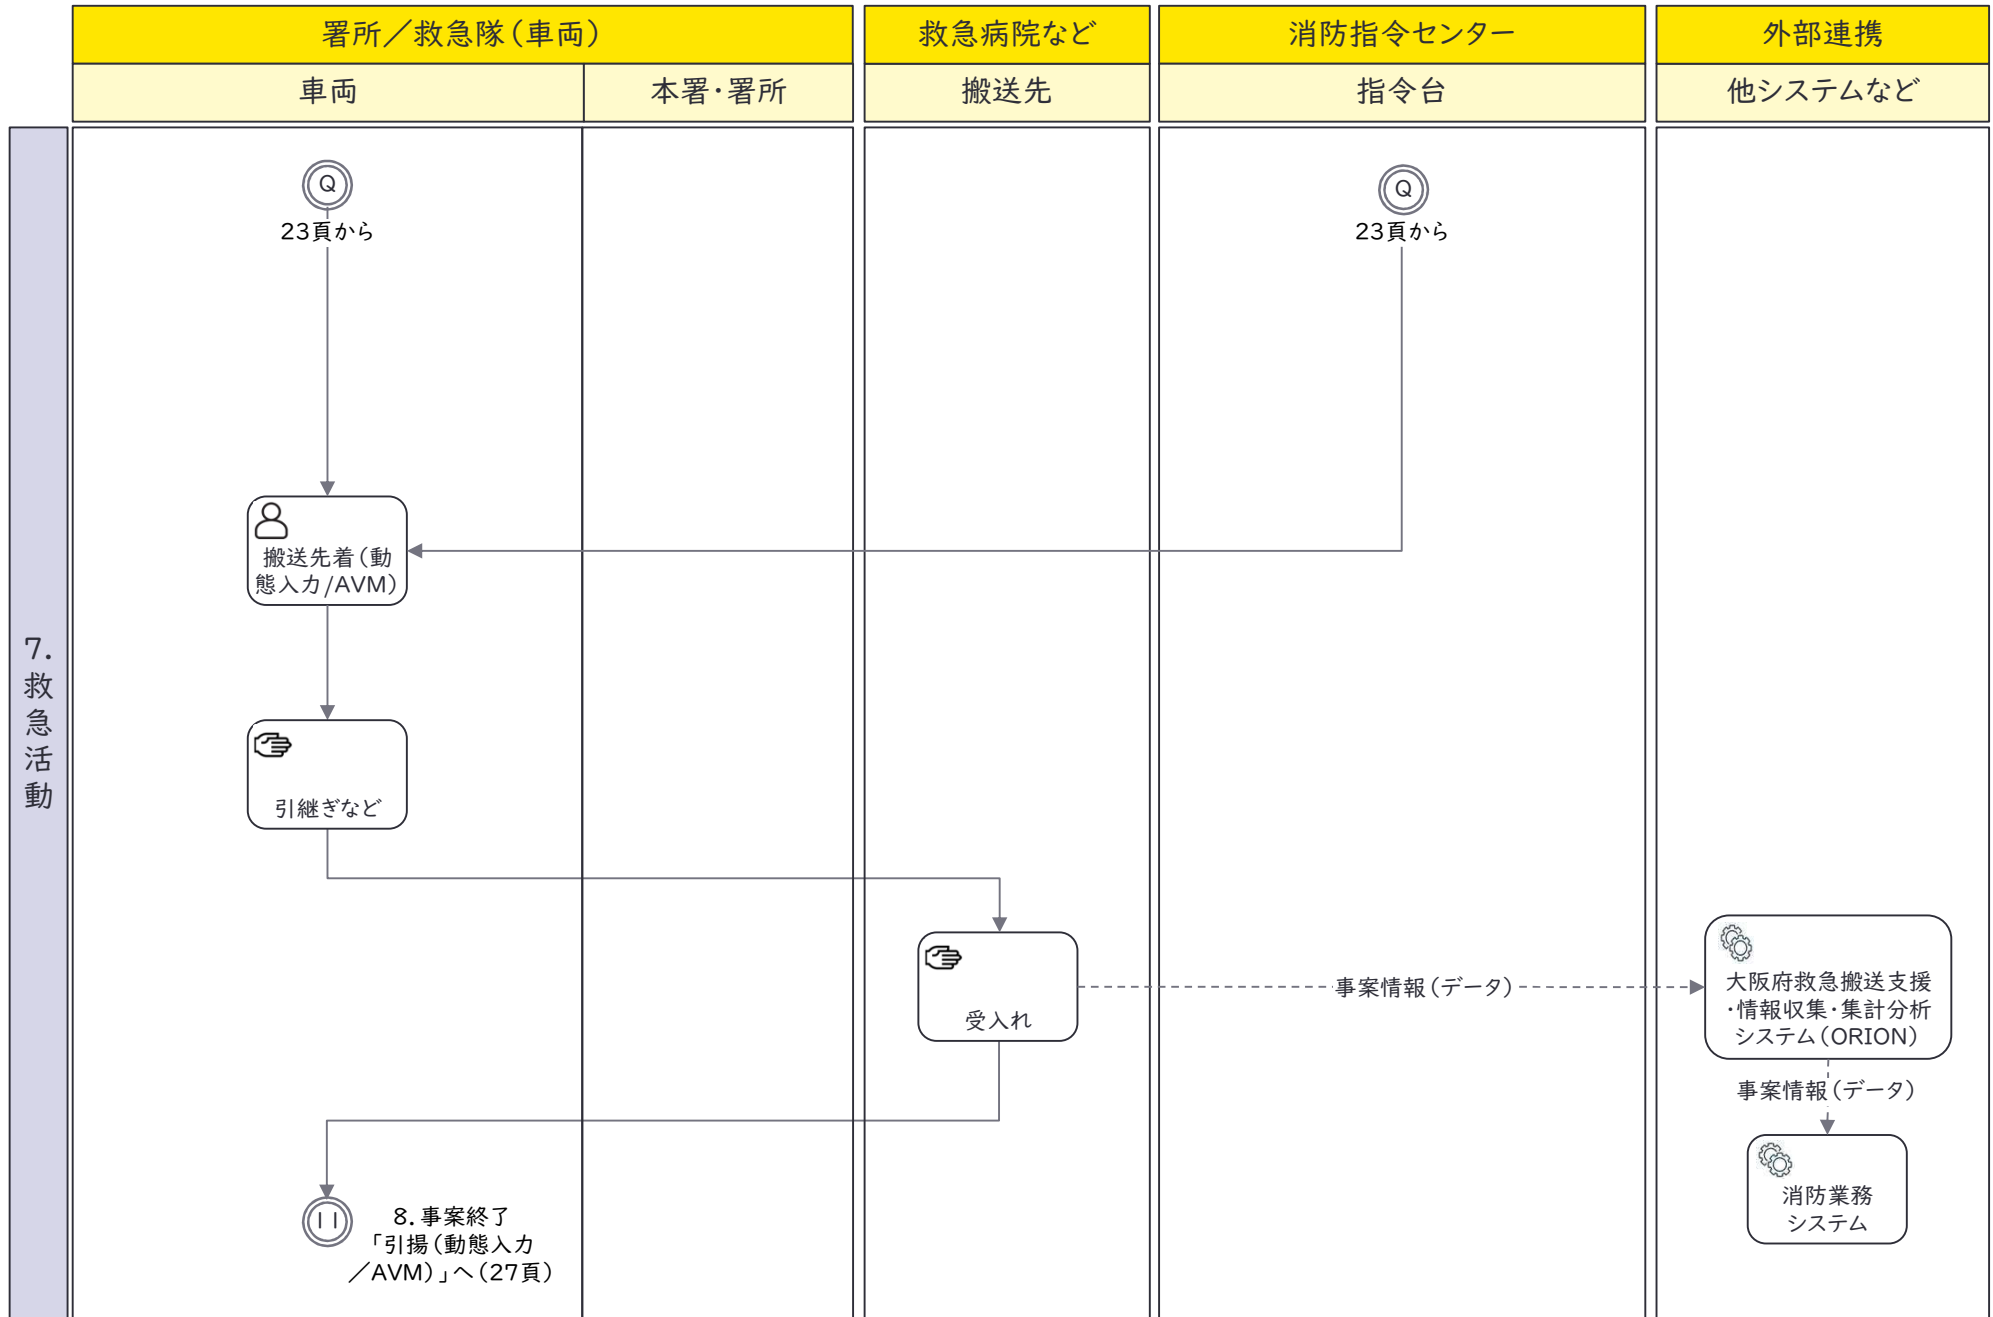 署所／救急隊（車両）
救急病院など
消防指令センター
外部連携
車両
本署・署所
搬送先
指令台
他システムなど
7.
救
急
活
動
Q
23頁から
Q
23頁から
搬送先着（動
態入力/AVM）
引継ぎなど
受入れ
事案情報（データ）
大阪府救急搬送支援
・情報収集・集計分析
システム（ORION）
事案情報（データ）
消防業務
システム
11
8．事案終了
「引揚（動態入力
／AVM）」へ（27頁）